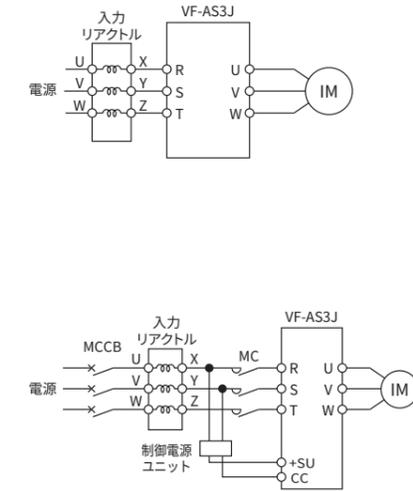 入力
リアクトル
VF-AS3J
電源
U X R U
V Y S V
W Z T W
IM
MCCB
入力
リアクトル
MC
VF-AS3J
電源
U X R U
V Y S V
W Z T W
IM
制御電源
ユニット
+SU
CC